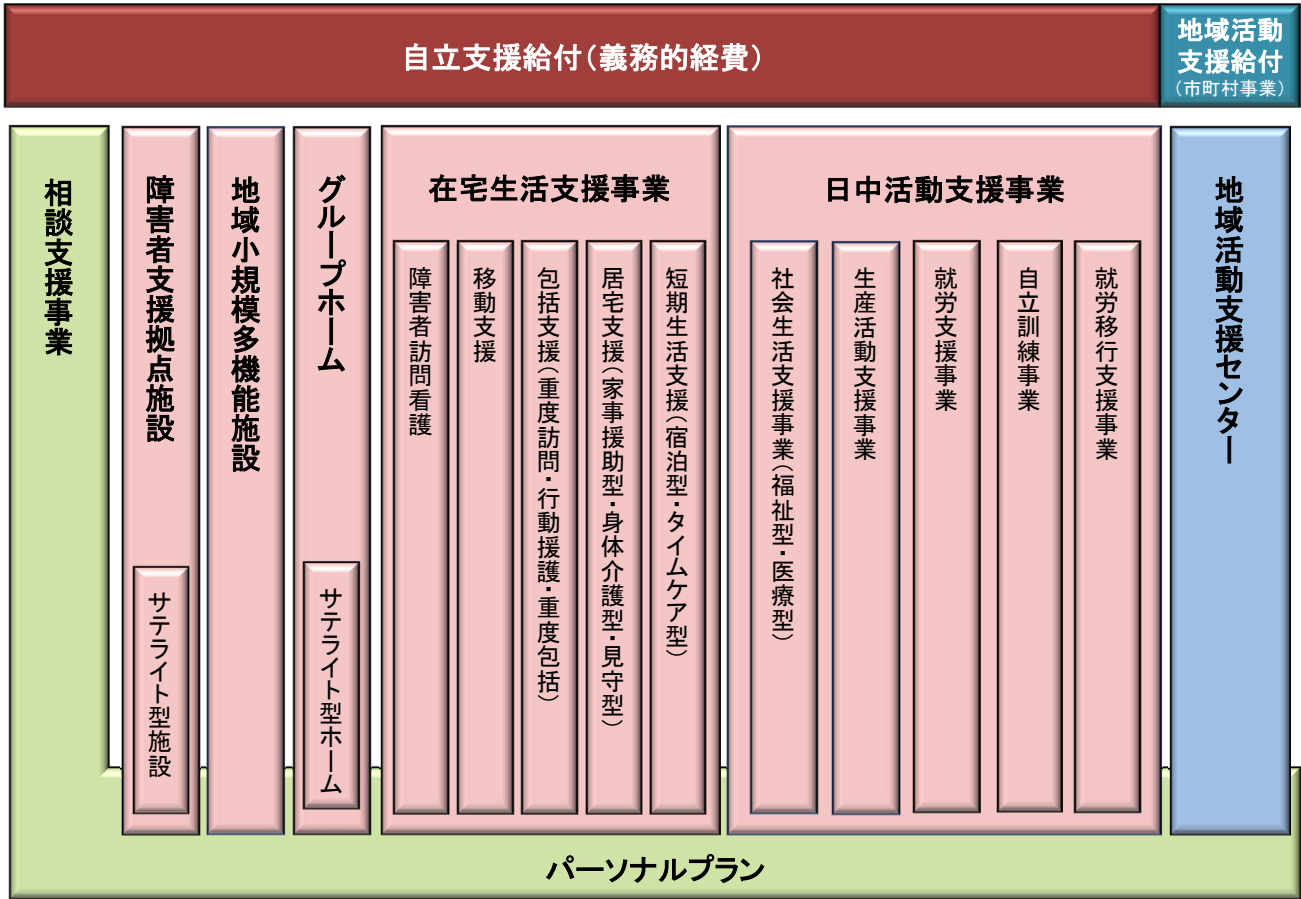 自立支援給付(義務的経費)
地域活動
支援給付
(市町村事業)
相談支援事業
障害者支援拠点施設
サテライト型施設
地域小規模多機能施設
グループホーム
サテライト型ホーム
在宅生活支援事業
障害者訪問看護
移動支援
包括支援(重度訪問・行動援護・重度包括)
居宅支援(家事援助型・身体介護型・見守型)
短期生活支援(宿泊型・タイムケア型)
日中活動支援事業
社会生活支援事業(福祉型・医療型)
生産活動支援事業
就労支援事業
自立訓練事業
就労移行支援事業
地域活動支援センター
パーソナルプラン